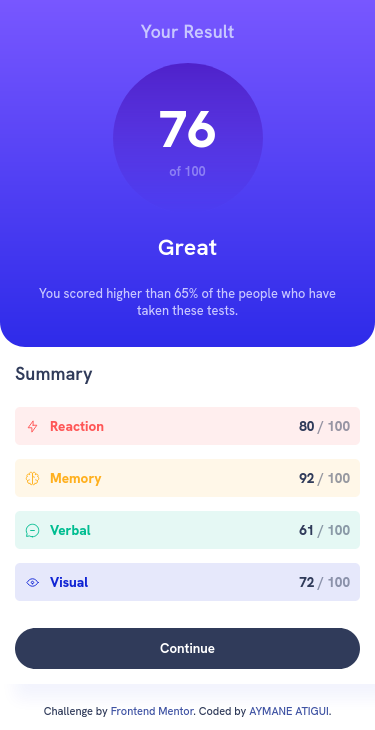 Your Result
76
of 100
Great
You scored higher than 65% of the people who have
taken these tests.
Summary
Reaction 80 / 100
Memory 92 / 100
Verbal 61 / 100
Visual 72 / 100
Continue
Challenge by Frontend Mentor. Coded by AYMANE ATIGUI.